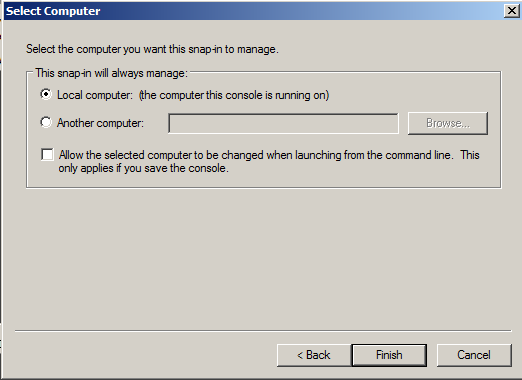 Select Computer
Select the computer you want this snap-in to manage.
This snap-in will always manage:
Local computer: (the computer this console is running on)
Another computer:
Browse...
Allow the selected computer to be changed when launching from the command line. This
only applies if you save the console.
< Back
Finish
Cancel